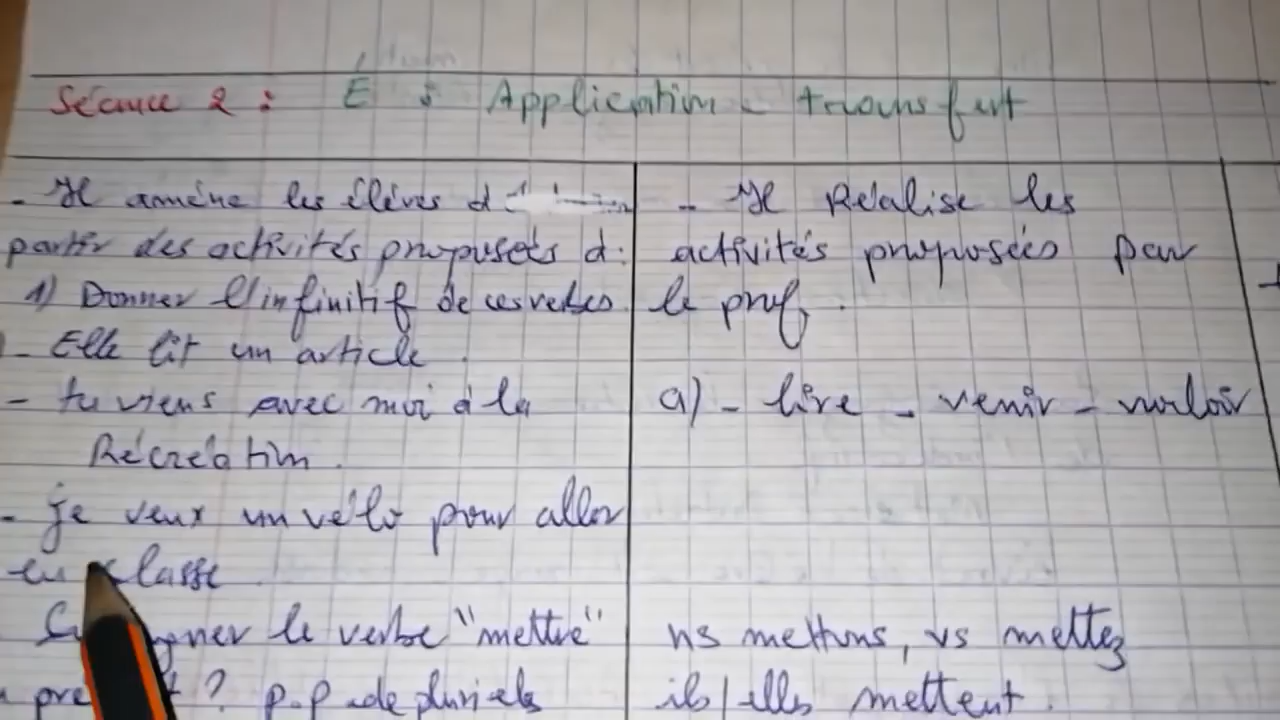 Séance 2 : É : Application - transfert
- Il amène les élèves d
partir des activités proposées d:
1) Donner l'infinitif de ces verbes
- Elle lit un article.
- tu viens avec moi à la
Récréation.
- je veux un vélo pour aller
en classe
le verbe "mettre"
? p.p de pluriels
- Il Réalise les
activités proposées par
le prof.
a) - lire - venir - vouloir
ns mettons, vs mettez
ils/elles mettent.